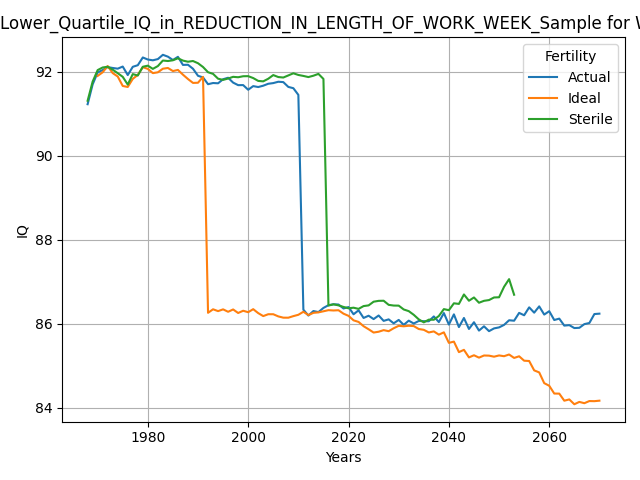 Lower_Quartile_IQ_in_REDUCTION_IN_LENGTH_OF_WORK_WEEK_Sample for
Fertility
Actual
Ideal
Sterile
92
90
88
86
84
IQ
1980 2000 2020 2040 2060
Years